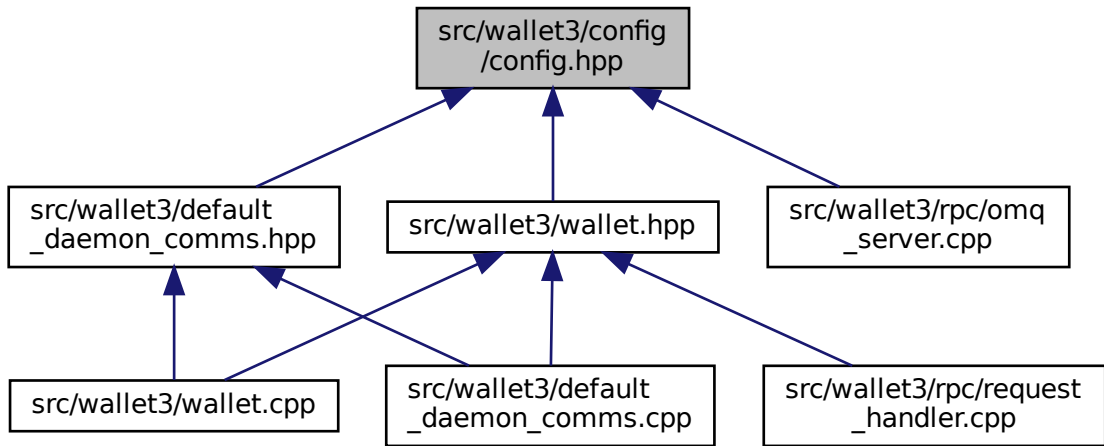 src/wallet3/config
/config.hpp
src/wallet3/default
_daemon_comms.hpp
src/wallet3/wallet.hpp
src/wallet3/rpc/omq
_server.cpp
src/wallet3/wallet.cpp
src/wallet3/default
_daemon_comms.cpp
src/wallet3/rpc/request
_handler.cpp